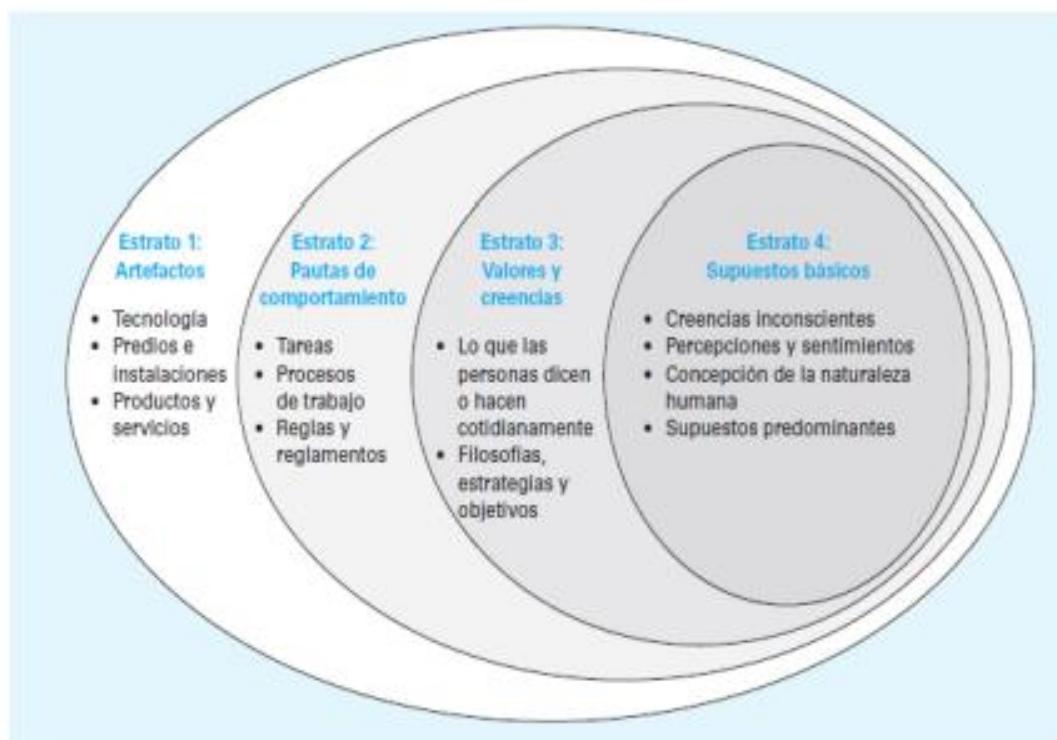 Estrato 1:
Artefactos
• Tecnología
• Predios e
instalaciones
• Productos y
servicios
Estrato 2:
Pautas de
comportamiento
• Tareas
• Procesos
de trabajo
• Reglas y
reglamentos
Estrato 3:
Valores y
creencias
• Lo que las
personas dicen
o hacen
cotidianamente
• Filosofías,
estrategias y
objetivos
Estrato 4:
Supuestos básicos
• Creencias inconscientes
• Percepciones y sentimientos
• Concepción de la naturaleza
humana
• Supuestos predominantes